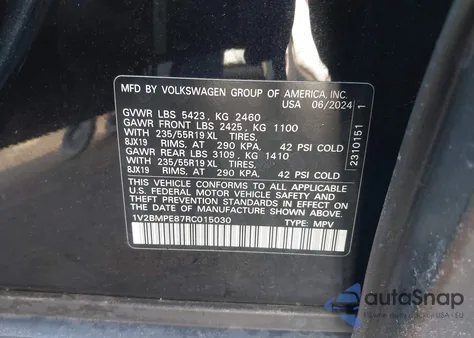 MFD BY VOLKSWAGEN GROUP OF AMERICA, INC.
USA 06/2024
GVWR LBS 5423, KG 2460
GAWR FRONT LBS 2425, KG 1100
WITH 235/55R19 XL TIRES,
8JX19 RIMS, AT 290 KPA, 42 PSI COLD
GAWR REAR LBS 3109, KG 1410
WITH 235/55R19 XL TIRES,
8JX19 RIMS, AT 290 KPA, 42 PSI COLD
THIS VEHICLE CONFORMS TO ALL APPLICABLE
U.S. FEDERAL MOTOR VEHICLE SAFETY &
THEFT PREVENTION STANDARDS IN EFFECT ON
THE DATE OF MANUFACTURE SHOWN ABOVE
1V2BMPE87RC015030 TYPE: MPV
2310151 1
autoSnap